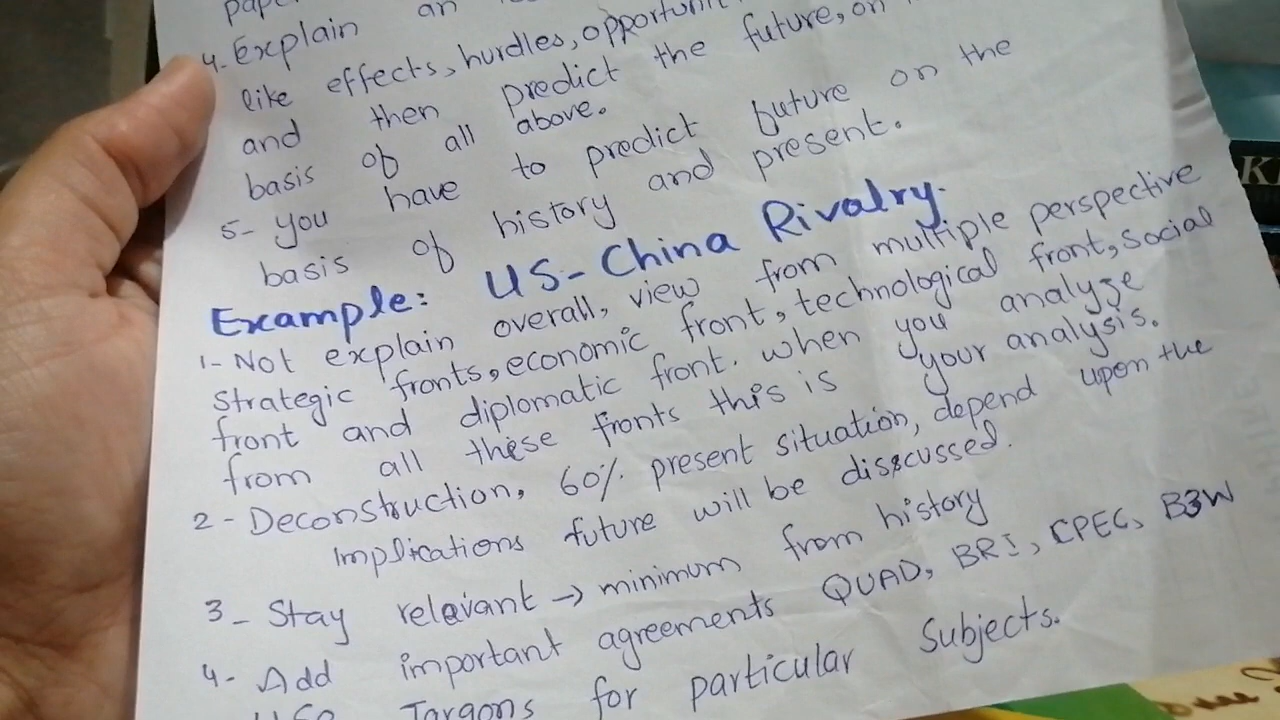 an
4. Explain
like effects, hurdles, opportunit
and then predict the future, on
basis of all above.
5- You have to predict future on the
basis of history and present.
Example: US-China Rivalry.
1- Not explain overall, view from multiple perspective
strategic fronts, economic front, technological front, social
front and diplomatic front. when you analyze
from all these fronts this is your analysis.
2- Deconstruction, 60% present situation, depend upon the
Implications future will be disscussed.
3- Stay relevant → minimum from history
4- Add important agreements QUAD, BRI, CPEC, B3W
Jargons for particular Subjects.